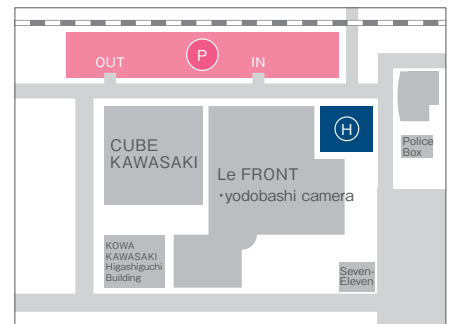 P
OUT
IN
H
CUBE
KAWASAKI
Le FRONT
・yodobashi camera
Police
Box
KOWA
KAWASAKI
Higashiguchi
Building
Seven-
Eleven